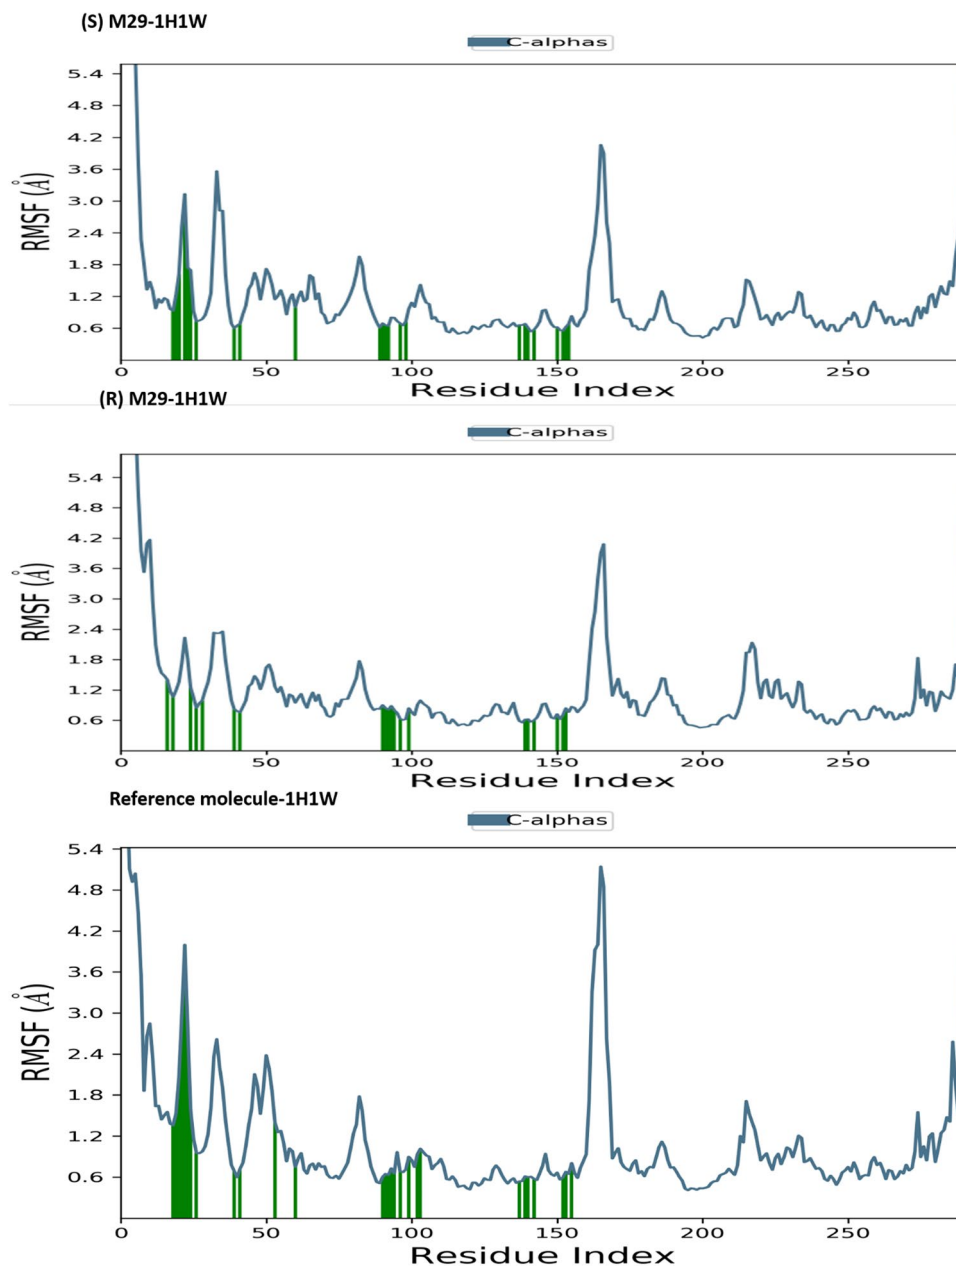 (S) M29-1H1W
C-alphas
5.4
4.8
4.2
3.6
3.0
2.4
1.8
1.2
0.6
RMSF (Å)
0 50 100 150 200 250
Residue Index
(R) M29-1H1W
C-alphas
5.4
4.8
4.2
3.6
3.0
2.4
1.8
1.2
0.6
RMSF (Å)
0 50 100 150 200 250
Residue Index
Reference molecule-1H1W
C-alphas
5.4
4.8
4.2
3.6
3.0
2.4
1.8
1.2
0.6
RMSF (Å)
0 50 100 150 200 250
Residue Index